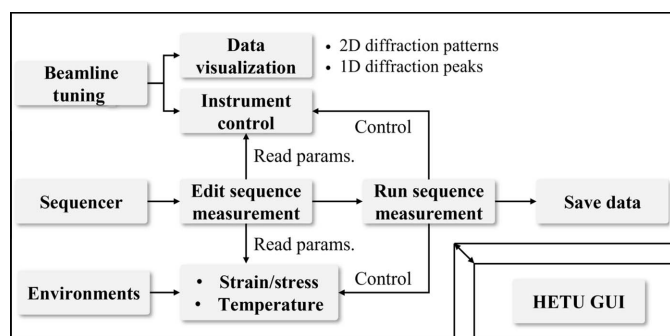 Data
visualization
• 2D diffraction patterns
• 1D diffraction peaks
Beamline
tuning
Instrument
control
Control
Read params.
Sequencer
Edit sequence
measurement
Run sequence
measurement
Save data
Read params.
Environments
• Strain/stress
• Temperature
Control
HETU GUI